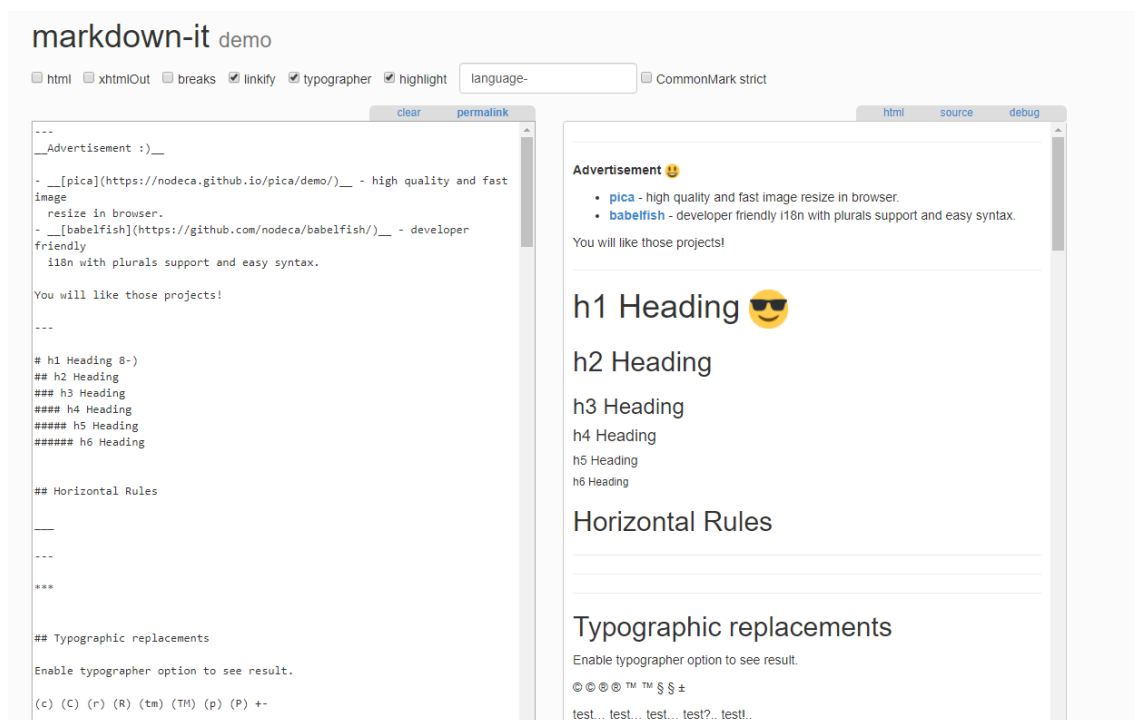 markdown-it demo
html xhtmlOut breaks linkify typographer highlight language- CommonMark strict
clear permalink
---
__Advertisement :)__
- __[pica](https://nodeca.github.io/pica/demo/)__ - high quality and fast
image
resize in browser.
- __[babelfish](https://github.com/nodeca/babelfish/)__ - developer
friendly
i18n with plurals support and easy syntax.
You will like those projects!
---
# h1 Heading 8-)
## h2 Heading
### h3 Heading
#### h4 Heading
##### h5 Heading
###### h6 Heading
## Horizontal Rules
___
---
***
## Typographic replacements
Enable typographer option to see result.
(c) (C) (r) (R) (tm) (TM) (p) (P) +-
html source debug
Advertisement 😃
• pica - high quality and fast image resize in browser.
• babelfish - developer friendly i18n with plurals support and easy syntax.
You will like those projects!
h1 Heading 😎
h2 Heading
h3 Heading
h4 Heading
h5 Heading
h6 Heading
Horizontal Rules
Typographic replacements
Enable typographer option to see result.
© © ® ® ™ ™ § § ±
test… test… test… test?.. test!..